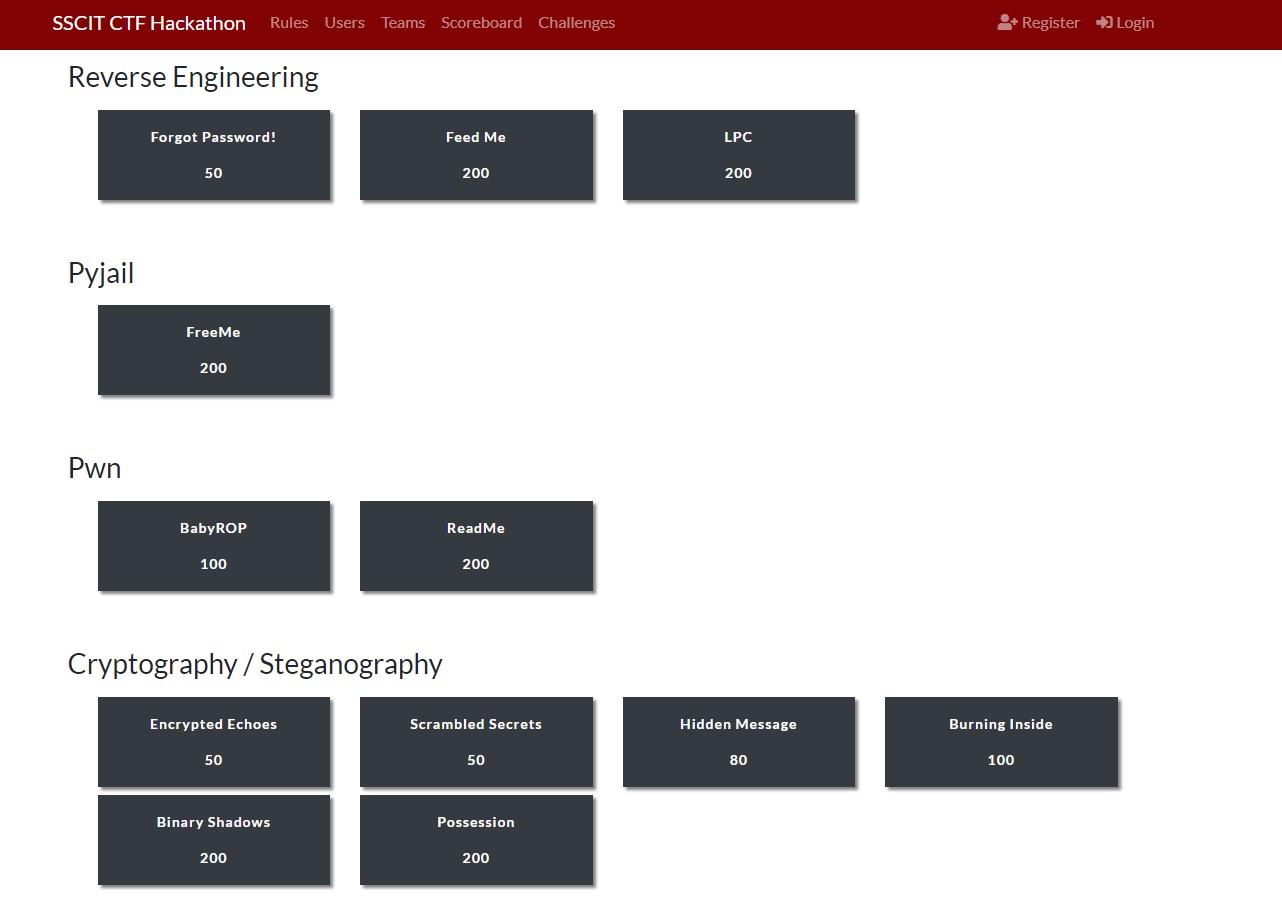 SSCIT CTF Hackathon Rules Users Teams Scoreboard Challenges Register Login
Reverse Engineering
Forgot Password! Feed Me LPC
50 200 200
Pyjail
FreeMe
200
Pwn
BabyROP ReadMe
100 200
Cryptography / Steganography
Encrypted Echoes Scrambled Secrets Hidden Message Burning Inside
50 50 80 100
Binary Shadows Possession
200 200